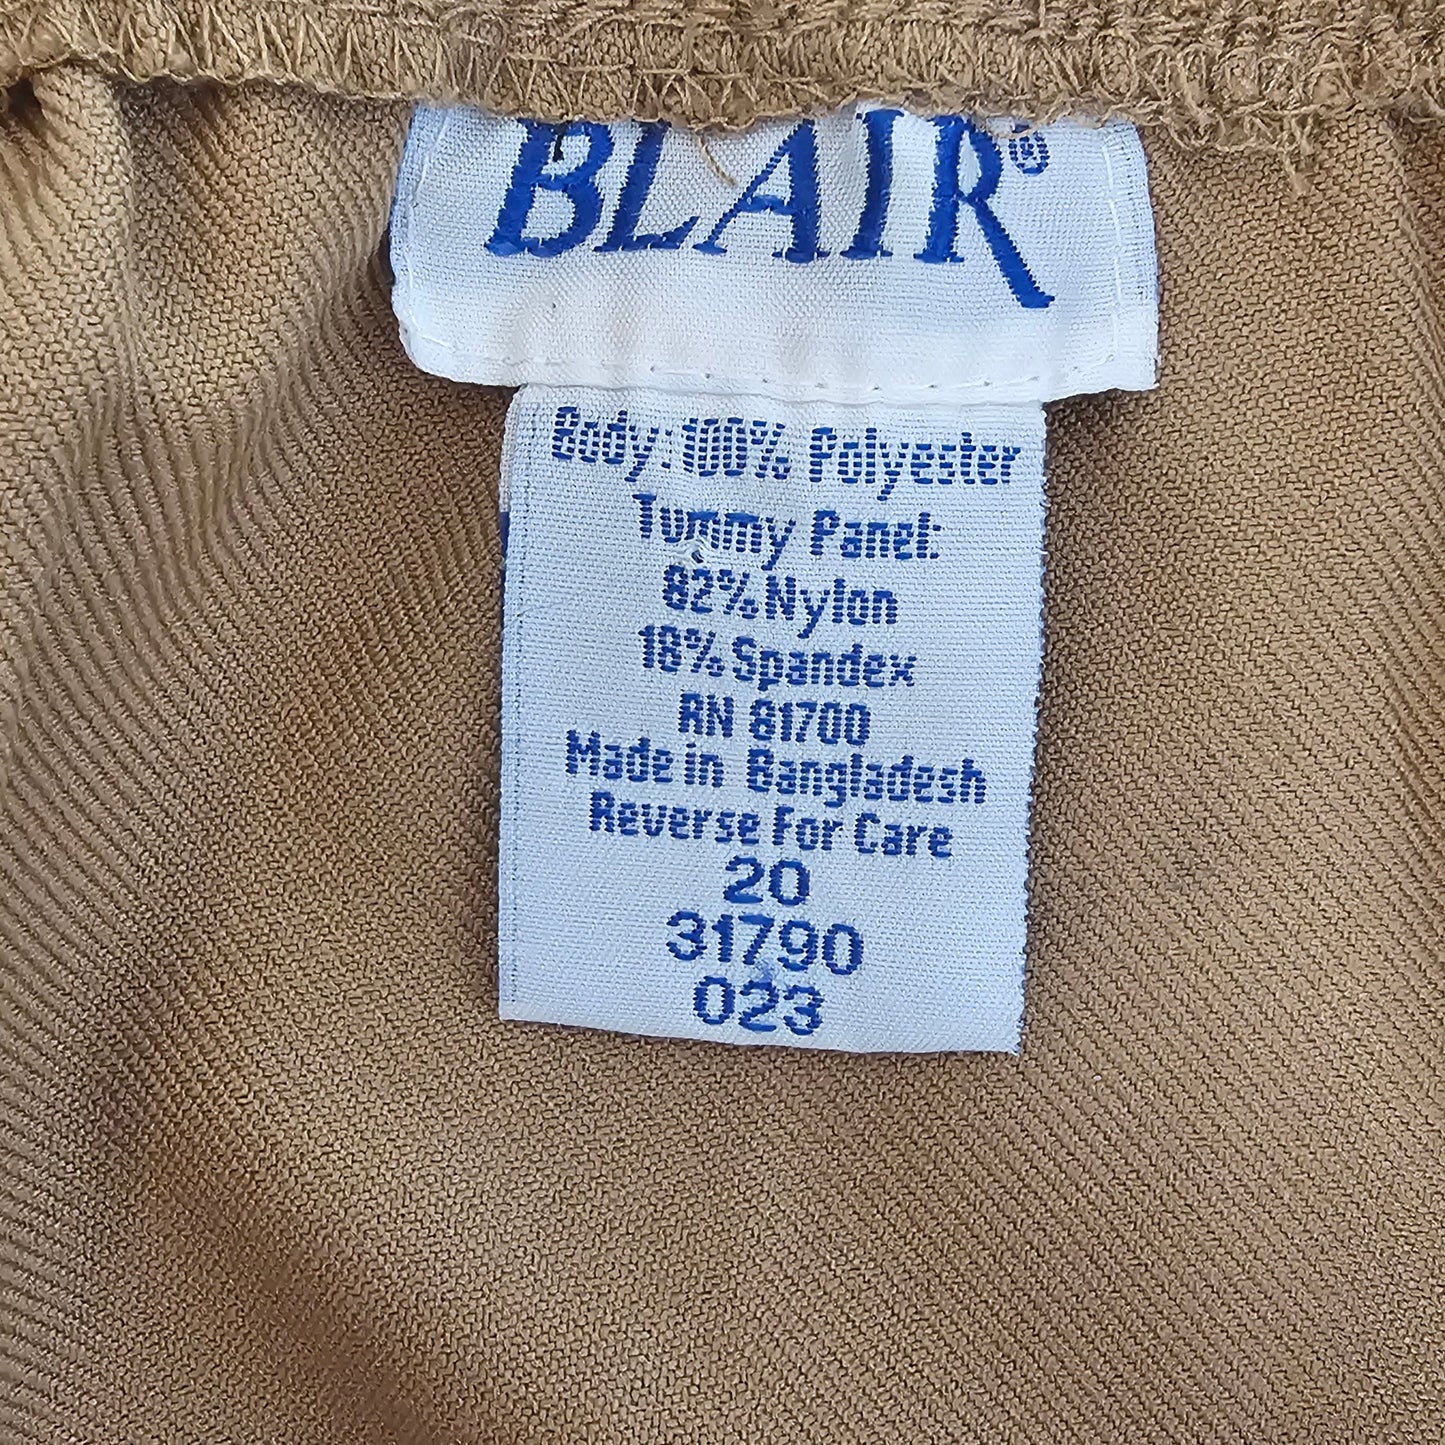 BLAIR®
Body: 100% Polyester
Tummy Panel:
82% Nylon
18% Spandex
RN 81700
Made in Bangladesh
Reverse For Care
20
31790
023